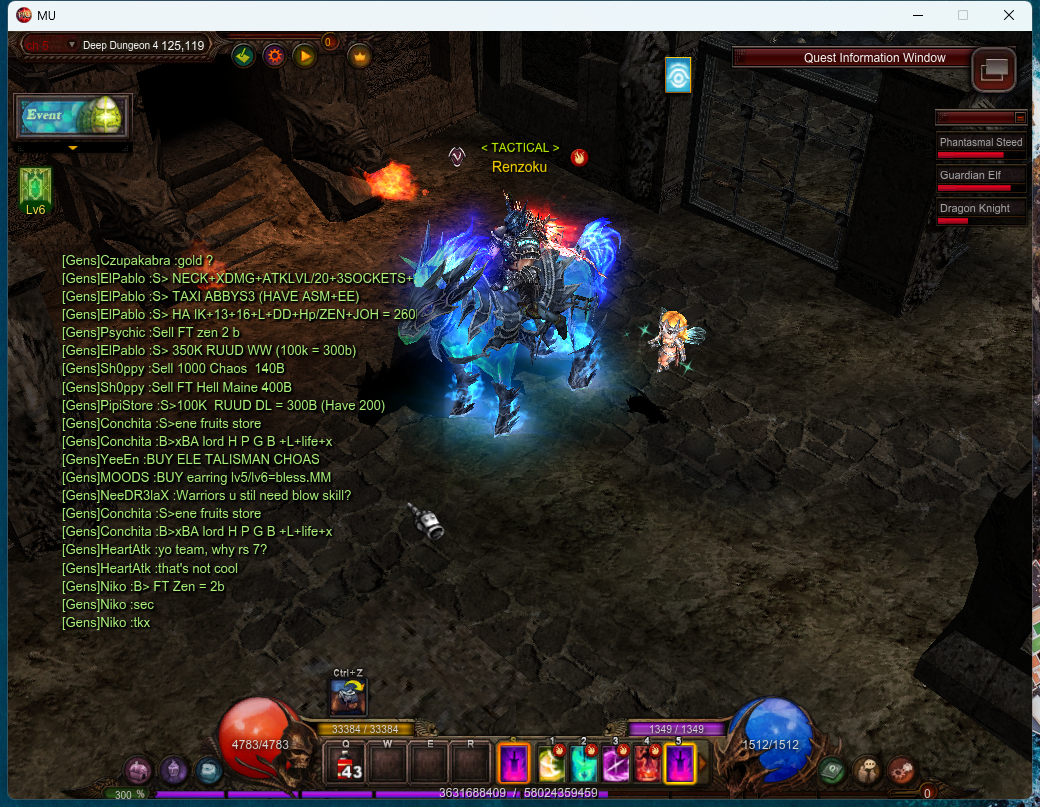 MU
Ch 5
Deep Dungeon 4 125,119
0
Quest Information Window
Event
Lv6
< TACTICAL >
Renzoku
Phantasmal Steed
Guardian Elf
Dragon Knight
[Gens]Czupakabra :gold ?
[Gens]ElPablo :S> NECK+XDMG+ATKLVL/20+3SOCKETS+
[Gens]ElPablo :S> TAXI ABBYS3 (HAVE ASM+EE)
[Gens]ElPablo :S> HA IK+13+16+L+DD+Hp/ZEN+JOH = 260
[Gens]Psychic :Sell FT zen 2 b
[Gens]ElPablo :S> 350K RUUD WW (100k = 300b)
[Gens]Sh0ppy :Sell 1000 Chaos  140B
[Gens]Sh0ppy :Sell FT Hell Maine 400B
[Gens]PipiStore :S>100K  RUUD DL = 300B (Have 200)
[Gens]Conchita :S>ene fruits store
[Gens]Conchita :B>xBA lord H P G B +L+life+x
[Gens]YeeEn :BUY ELE TALISMAN CHOAS
[Gens]MOODS :BUY earring lv5/lv6=bless.MM
[Gens]NeeDR3laX :Warriors u stil need blow skill?
[Gens]Conchita :S>ene fruits store
[Gens]Conchita :B>xBA lord H P G B +L+life+x
[Gens]HeartAtk :yo team, why rs 7?
[Gens]HeartAtk :that's not cool
[Gens]Niko :B> FT Zen = 2b
[Gens]Niko :sec
[Gens]Niko :tkx
Ctrl+Z
33384 / 33384
1349 / 1349
4783/4783
Q W E R
1 2 3 4 5
1512/1512
43
300 %
3631688409 / 58024359459
0